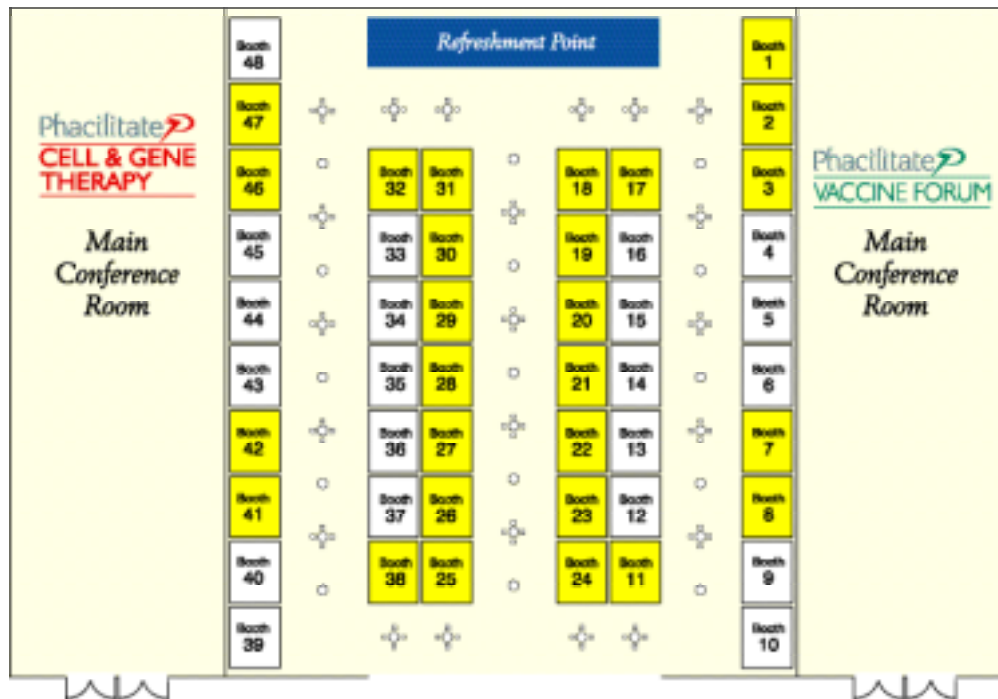 Refreshment Point
Phacilitate
CELL & GENE
THERAPY
Main
Conference
Room
Phacilitate
VACCINE FORUM
Main
Conference
Room
Booth
48
Booth
47
Booth
46
Booth
45
Booth
44
Booth
43
Booth
42
Booth
41
Booth
40
Booth
39
Booth
32
Booth
33
Booth
34
Booth
35
Booth
36
Booth
37
Booth
38
Booth
31
Booth
30
Booth
29
Booth
28
Booth
27
Booth
26
Booth
25
Booth
18
Booth
19
Booth
20
Booth
21
Booth
22
Booth
23
Booth
24
Booth
17
Booth
16
Booth
15
Booth
14
Booth
13
Booth
12
Booth
11
Booth
1
Booth
2
Booth
3
Booth
4
Booth
5
Booth
6
Booth
7
Booth
8
Booth
9
Booth
10